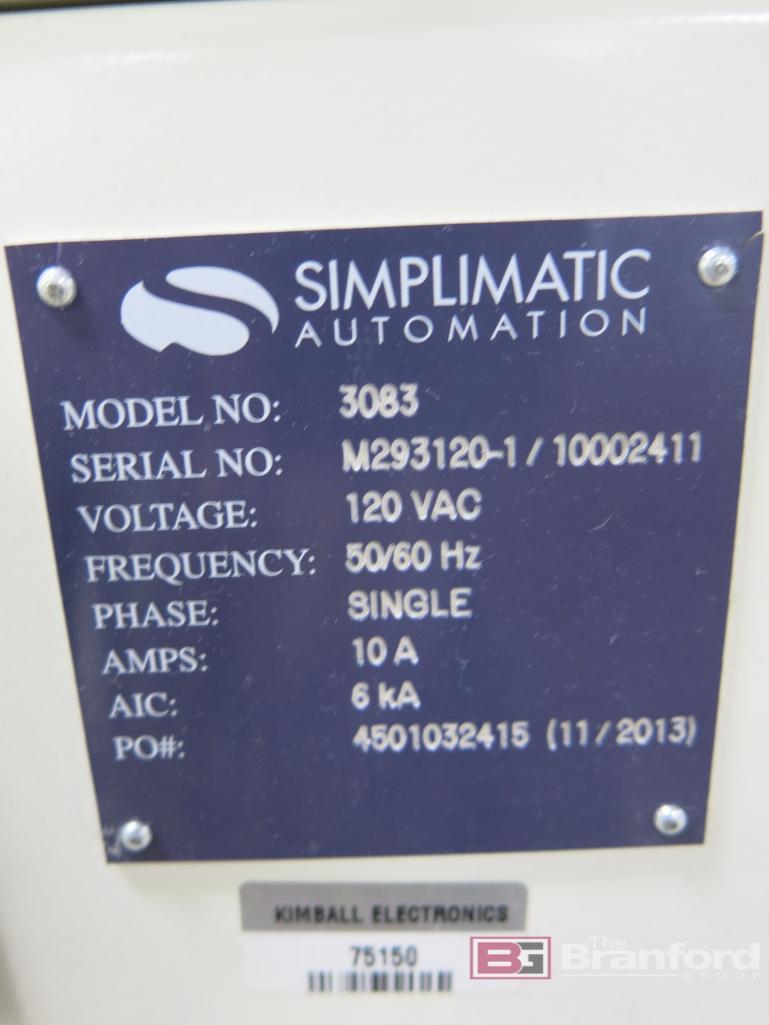 SIMPLIMATIC
AUTOMATION
MODEL NO: 3083
SERIAL NO: M293120-1 / 10002411
VOLTAGE: 120 VAC
FREQUENCY: 50/60 Hz
PHASE: SINGLE
AMPS: 10 A
AIC: 6 kA
PO#: 4501032415 (11/2013)
KIMBALL ELECTRONICS
75150
BG The Branford GROUP